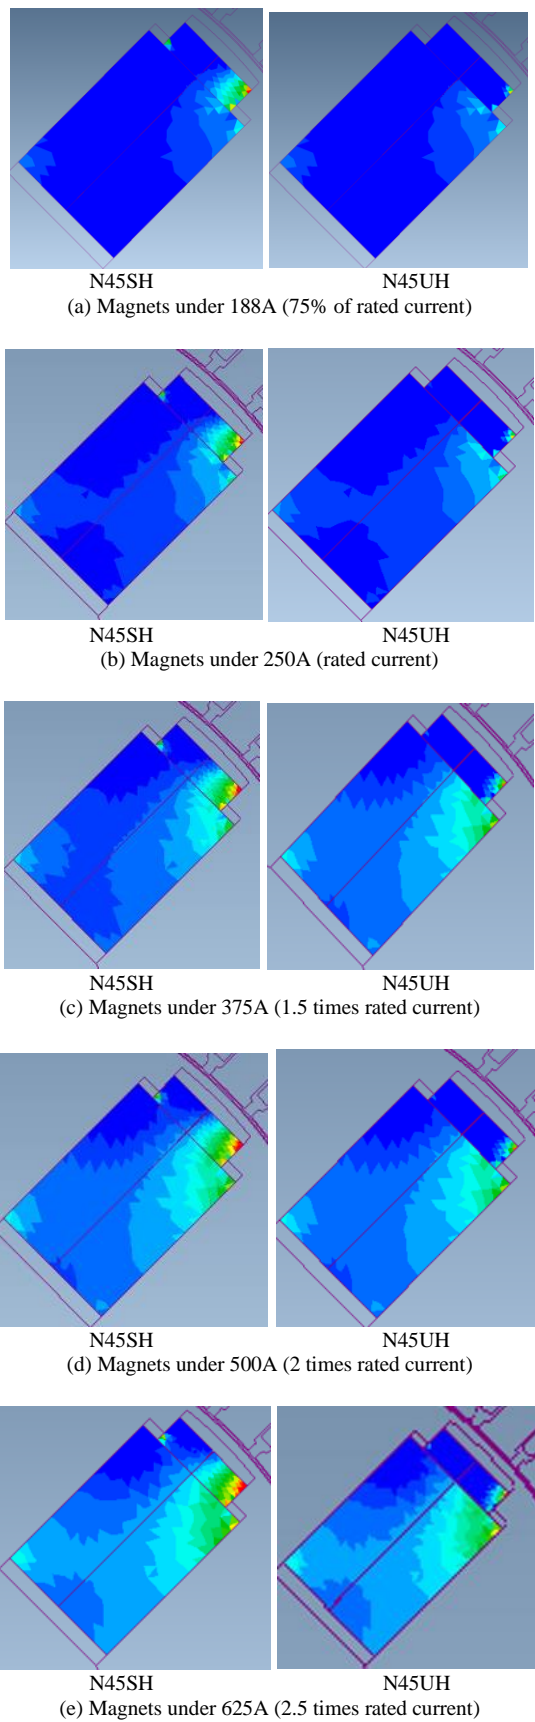 N45SH N45UH
(a) Magnets under 188A (75% of rated current)
N45SH N45UH
(b) Magnets under 250A (rated current)
N45SH N45UH
(c) Magnets under 375A (1.5 times rated current)
N45SH N45UH
(d) Magnets under 500A (2 times rated current)
N45SH N45UH
(e) Magnets under 625A (2.5 times rated current)